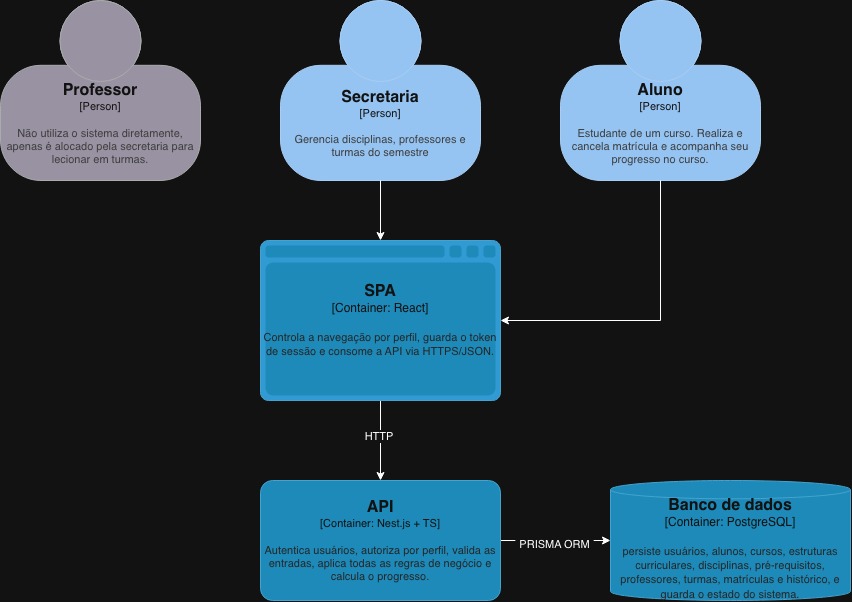 Professor
[Person]
Não utiliza o sistema diretamente,
apenas é alocado pela secretaria para
lecionar em turmas.
Secretaria
[Person]
Gerencia disciplinas, professores e
turmas do semestre
Aluno
[Person]
Estudante de um curso. Realiza e
cancela matrícula e acompanha seu
progresso no curso.
SPA
[Container: React]
Controla a navegação por perfil, guarda o token
de sessão e consome a API via HTTPS/JSON.
HTTP
API
[Container: Nest.js + TS]
Autentica usuários, autoriza por perfil, valida as
entradas, aplica todas as regras de negócio e
calcula o progresso.
PRISMA ORM
Banco de dados
[Container: PostgreSQL]
persiste usuários, alunos, cursos, estruturas
curriculares, disciplinas, pré-requisitos,
professores, turmas, matrículas e histórico, e
guarda o estado do sistema.